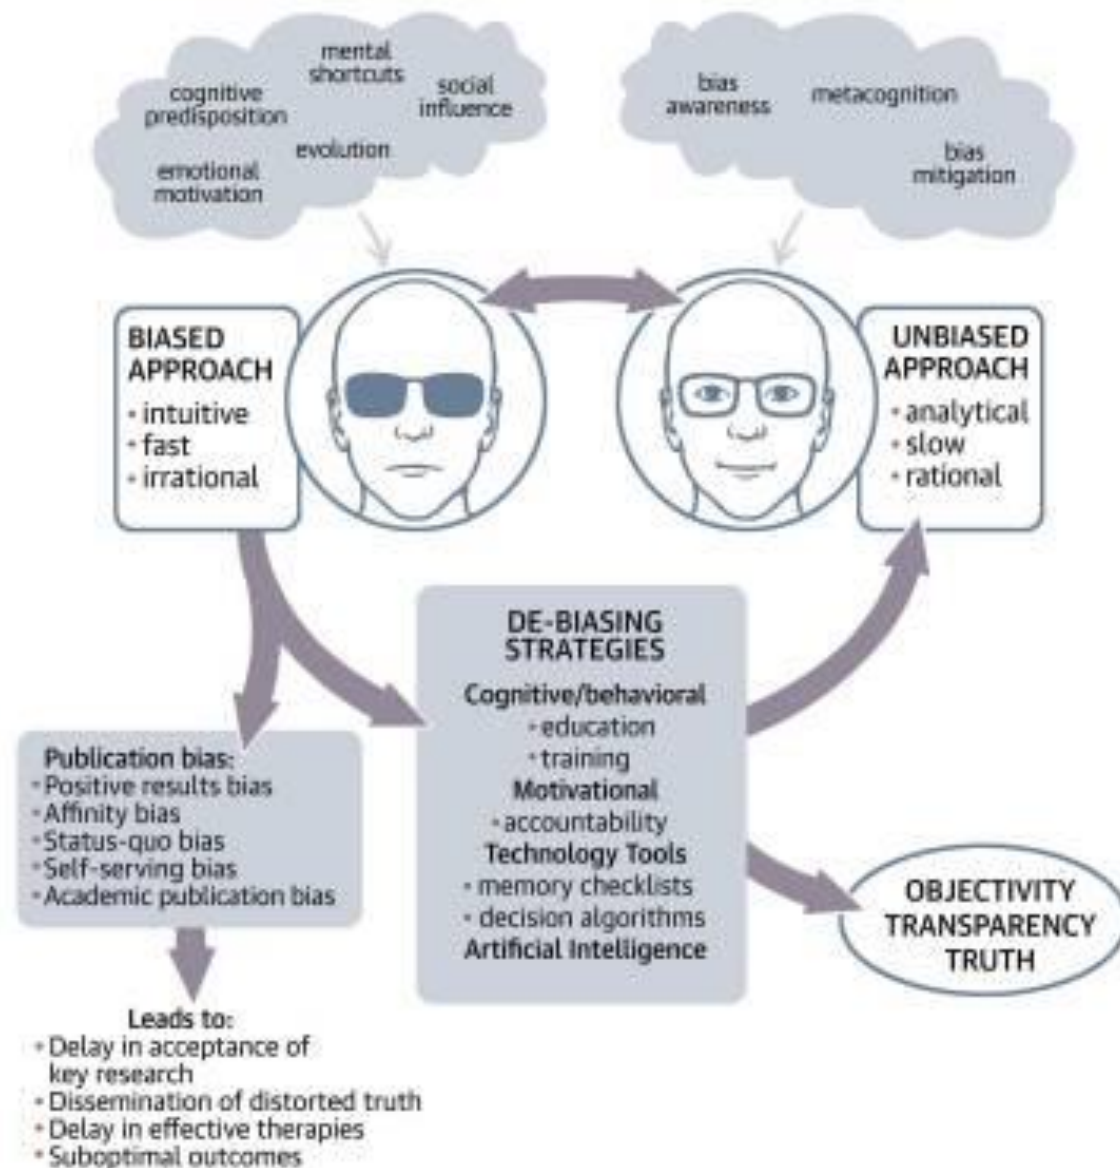 mental
shortcuts
cognitive
predisposition
social
influence
evolution
emotional
motivation
bias
awareness
metacognition
bias
mitigation
BIASED
APPROACH
• intuitive
• fast
• irrational
UNBIASED
APPROACH
• analytical
• slow
• rational
DE-BIASING
STRATEGIES
Cognitive/behavioral
• education
• training
Motivational
• accountability
Technology Tools
• memory checklists
• decision algorithms
Artificial Intelligence
Publication bias:
• Positive results bias
• Affinity bias
• Status-quo bias
• Self-serving bias
• Academic publication bias
OBJECTIVITY
TRANSPARENCY
TRUTH
Leads to:
• Delay in acceptance of
key research
• Dissemination of distorted truth
• Delay in effective therapies
• Suboptimal outcomes